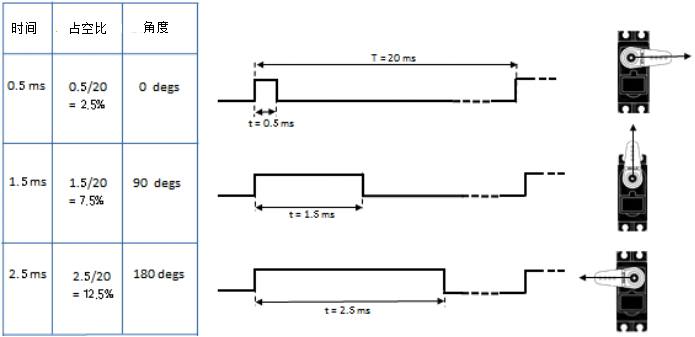 时间 占空比 角度
T = 20 ms
0.5 ms 0.5/20 0 degs
= 2.5%
t = 0.5 ms
1.5 ms 1.5/20 90 degs
= 7.5%
t = 1.5 ms
2.5 ms 2.5/20 180 degs
= 12.5%
t = 2.5 ms